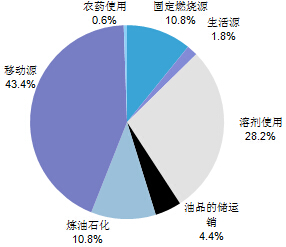 农药使用
0.6%
固定燃烧源
10.8%
生活源
1.8%
移动源
43.4%
溶剂使用
28.2%
油品的储运
销
4.4%
炼油石化
10.8%